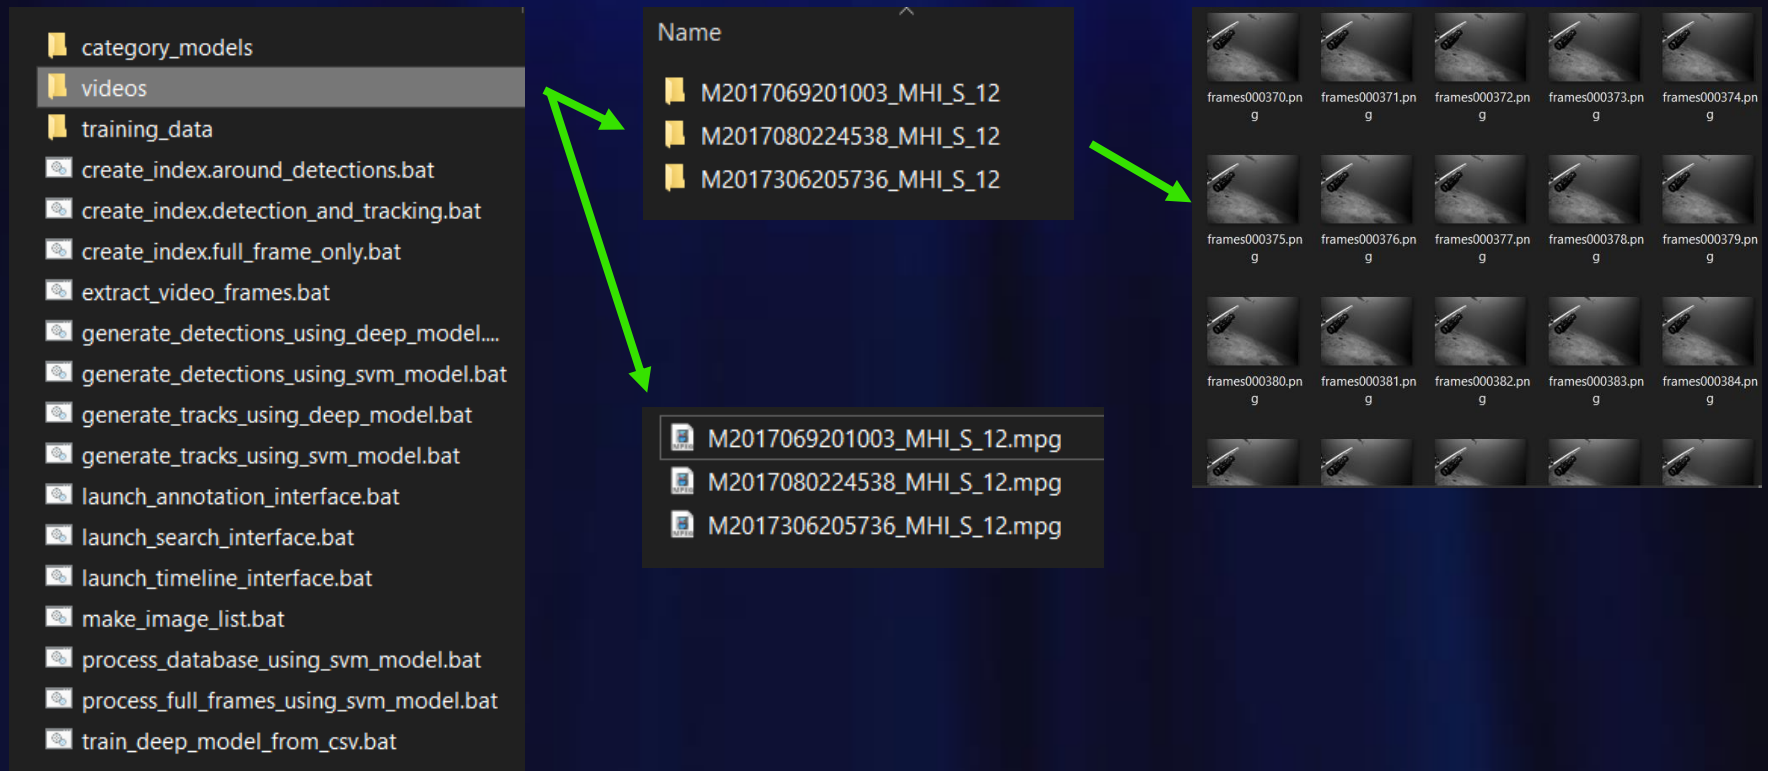 category_models
videos
training_data
create_index.around_detections.bat
create_index.detection_and_tracking.bat
create_index.full_frame_only.bat
extract_video_frames.bat
generate_detections_using_deep_model....
generate_detections_using_svm_model.bat
generate_tracks_using_deep_model.bat
generate_tracks_using_svm_model.bat
launch_annotation_interface.bat
launch_search_interface.bat
launch_timeline_interface.bat
make_image_list.bat
process_database_using_svm_model.bat
process_full_frames_using_svm_model.bat
train_deep_model_from_csv.bat
Name
M2017069201003_MHI_S_12
M2017080224538_MHI_S_12
M2017306205736_MHI_S_12
M2017069201003_MHI_S_12.mpg
M2017080224538_MHI_S_12.mpg
M2017306205736_MHI_S_12.mpg
frames000370.pn
g
frames000371.pn
g
frames000372.pn
g
frames000373.pn
g
frames000374.pn
g
frames000375.pn
g
frames000376.pn
g
frames000377.pn
g
frames000378.pn
g
frames000379.pn
g
frames000380.pn
g
frames000381.pn
g
frames000382.pn
g
frames000383.pn
g
frames000384.pn
g